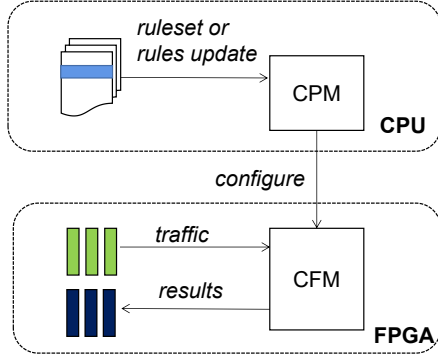 ruleset or
rules update
CPM
CPU
configure
traffic
CFM
results
FPGA